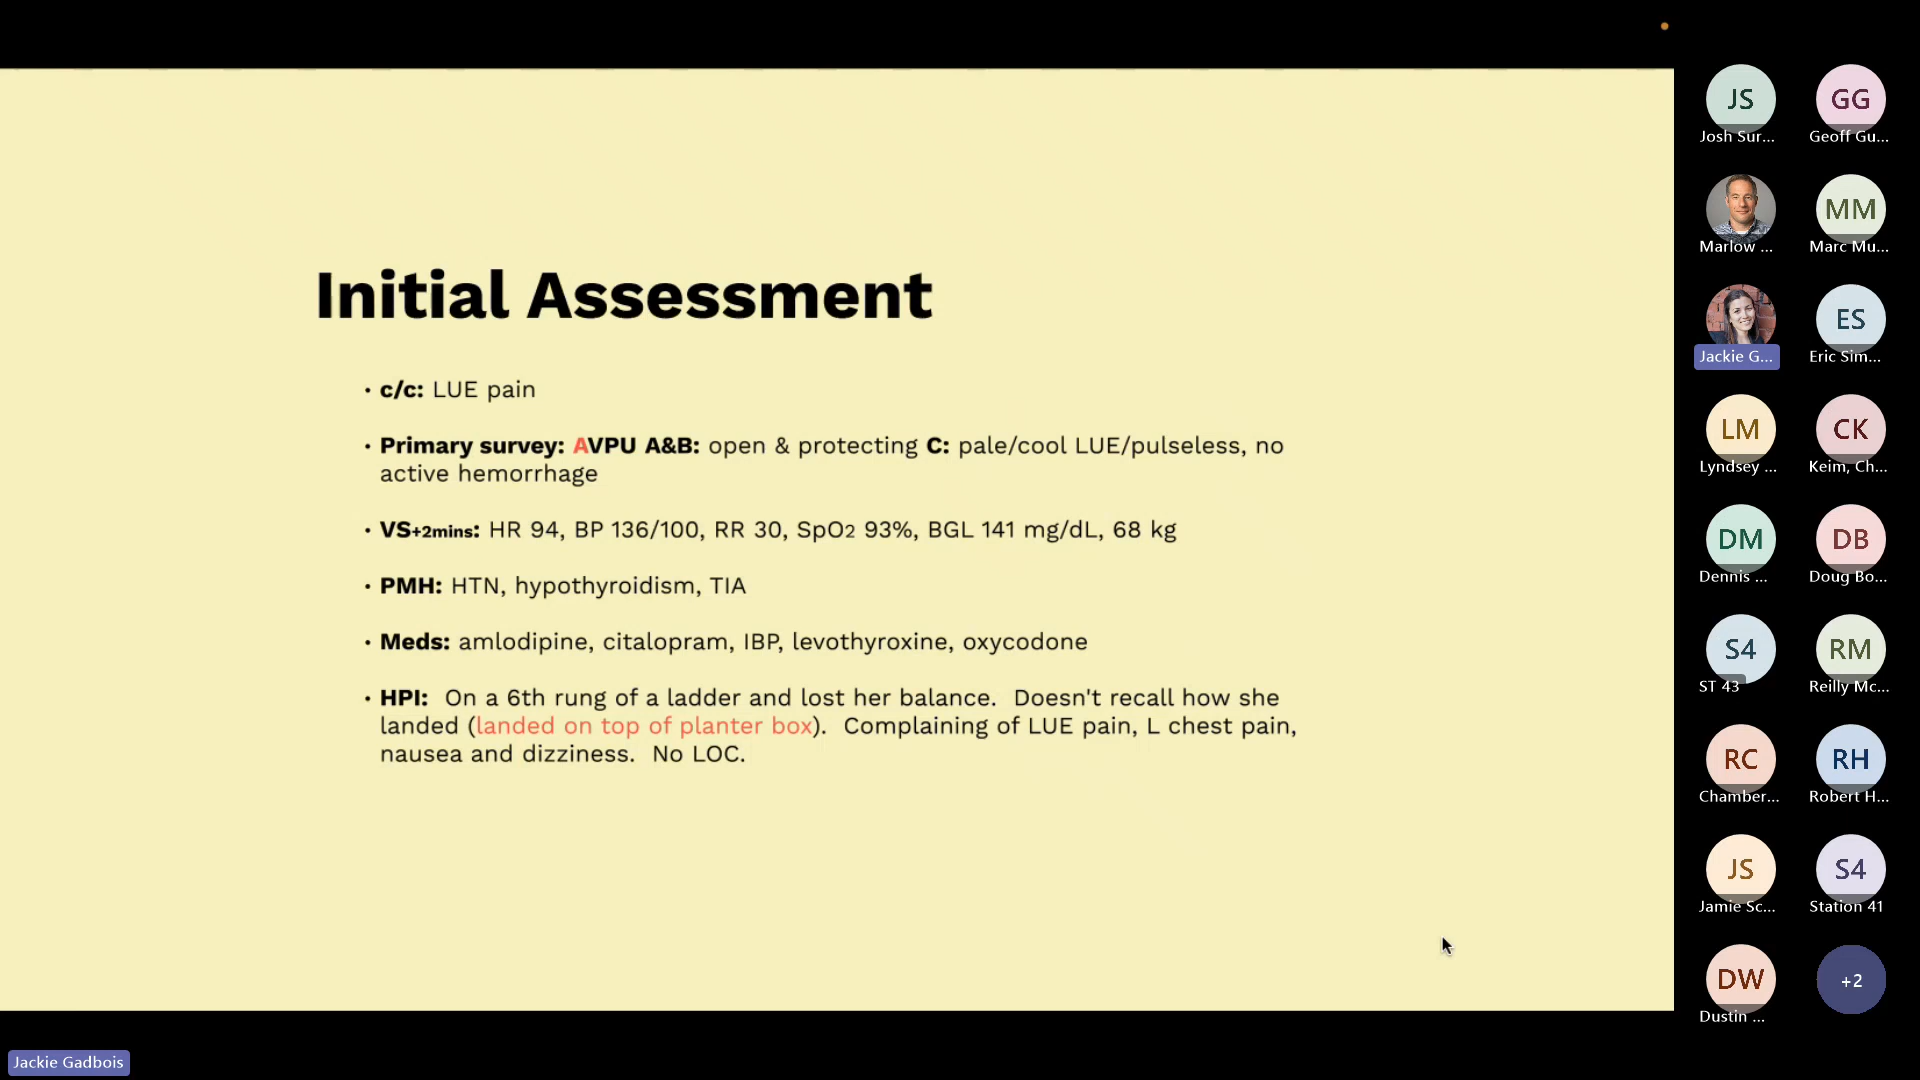 Initial Assessment
• c/c: LUE pain
• Primary survey: AVPU A&B: open & protecting C: pale/cool LUE/pulseless, no
active hemorrhage
• VS+2mins: HR 94, BP 136/100, RR 30, SpO2 93%, BGL 141 mg/dL, 68 kg
• PMH: HTN, hypothyroidism, TIA
• Meds: amlodipine, citalopram, IBP, levothyroxine, oxycodone
• HPI: On a 6th rung of a ladder and lost her balance. Doesn't recall how she
landed (landed on top of planter box). Complaining of LUE pain, L chest pain,
nausea and dizziness. No LOC.
JS GG
Josh Sur... Geoff Gu...
MM
Marlow ... Marc Mu...
ES
Jackie G... Eric Sim...
LM CK
Lyndsey ... Keim, Ch...
DM DB
Dennis ... Doug Bo...
S4 RM
ST 43 Reilly Mc...
RC RH
Chamber... Robert H...
JS S4
Jamie Sc... Station 41
DW +2
Dustin ...
Jackie Gadbois